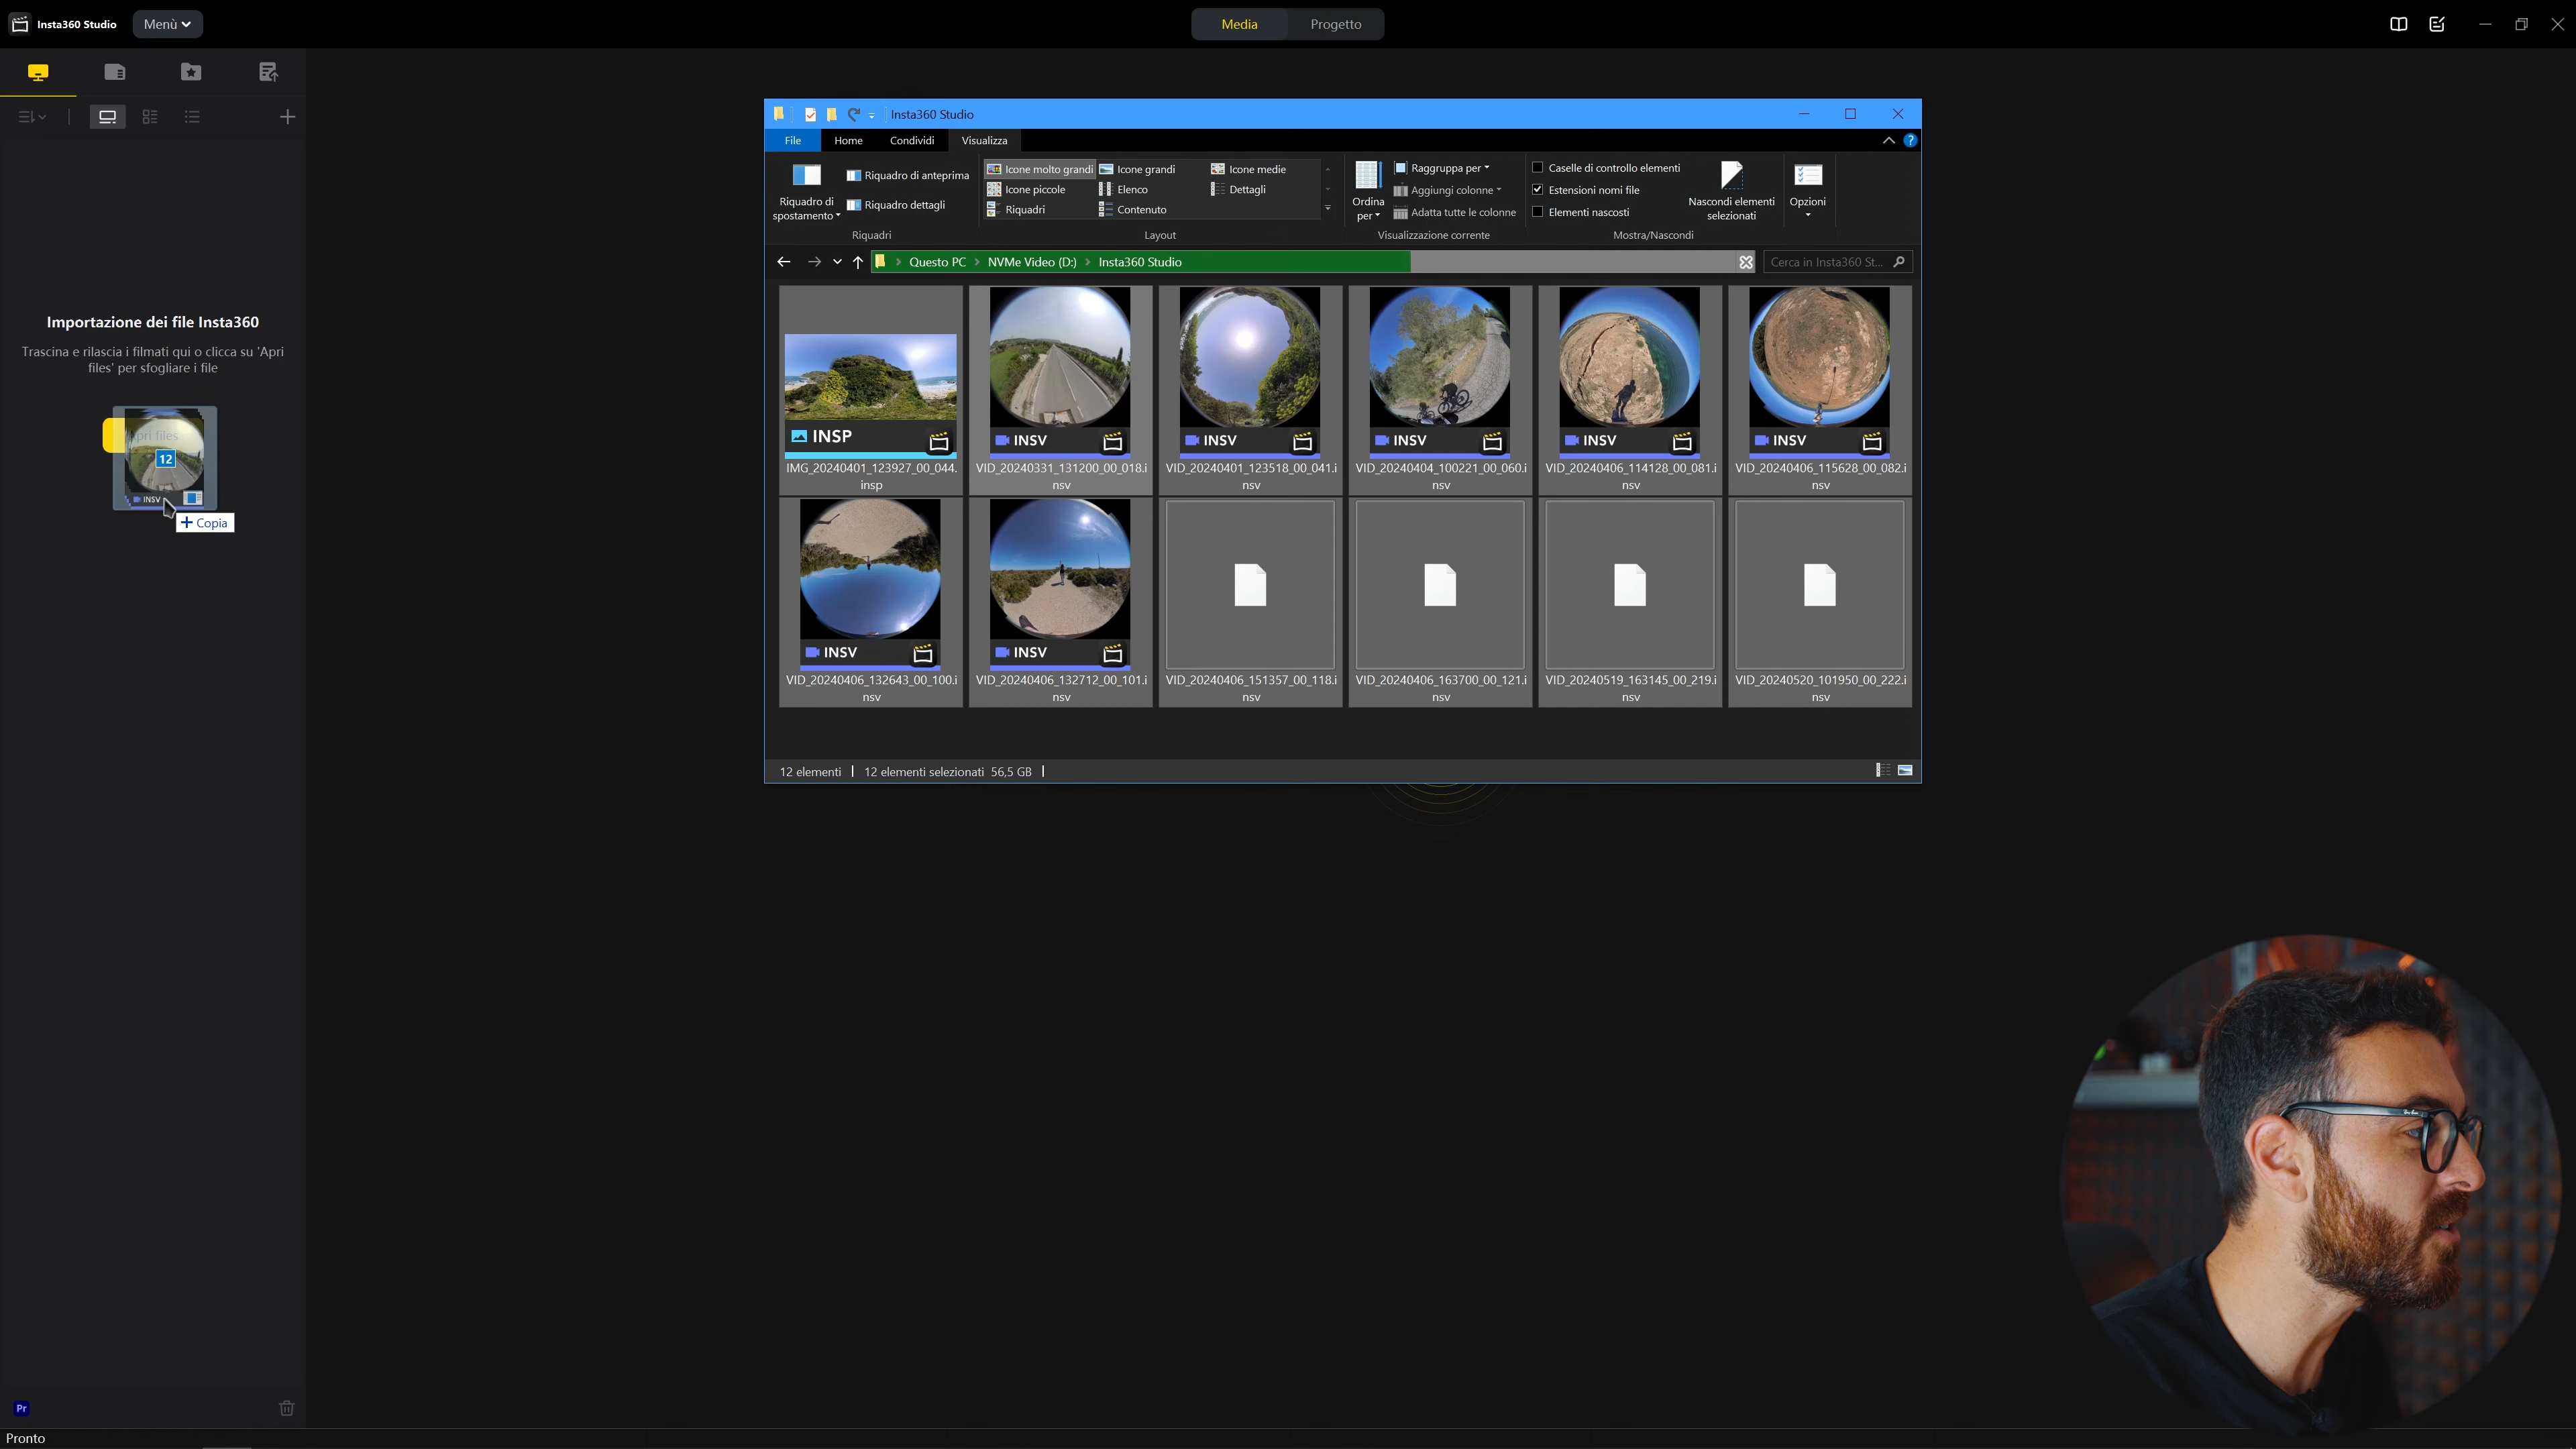 Insta360 Studio
Menù
Media
Progetto
Importazione dei file Insta360
Trascina e rilascia i filmati qui o clicca su 'Apri
files' per sfogliare i file
Apri files
12
INSV
Copia
Pr
Pronto
Insta360 Studio
File
Home
Condividi
Visualizza
Riquadro di
spostamento
Riquadro di anteprima
Riquadro dettagli
Riquadri
Icone molto grandi
Icone grandi
Icone medie
Icone piccole
Elenco
Dettagli
Riquadri
Contenuto
Layout
Ordina
per
Raggruppa per
Aggiungi colonne
Adatta tutte le colonne
Visualizzazione corrente
Caselle di controllo elementi
Estensioni nomi file
Elementi nascosti
Nascondi elementi
selezionati
Mostra/Nascondi
Opzioni
Questo PC
NVMe Video (D:)
Insta360 Studio
Cerca in Insta360 St...
INSP
IMG_20240401_123927_00_044.
insp
INSV
VID_20240331_131200_00_018.i
nsv
INSV
VID_20240401_123518_00_041.i
nsv
INSV
VID_20240404_100221_00_060.i
nsv
INSV
VID_20240406_114128_00_081.i
nsv
INSV
VID_20240406_115628_00_082.i
nsv
INSV
VID_20240406_132643_00_100.i
nsv
INSV
VID_20240406_132712_00_101.i
nsv
VID_20240406_151357_00_118.i
nsv
VID_20240406_163700_00_121.i
nsv
VID_20240519_163145_00_219.i
nsv
VID_20240520_101950_00_222.i
nsv
12 elementi
12 elementi selezionati 56,5 GB